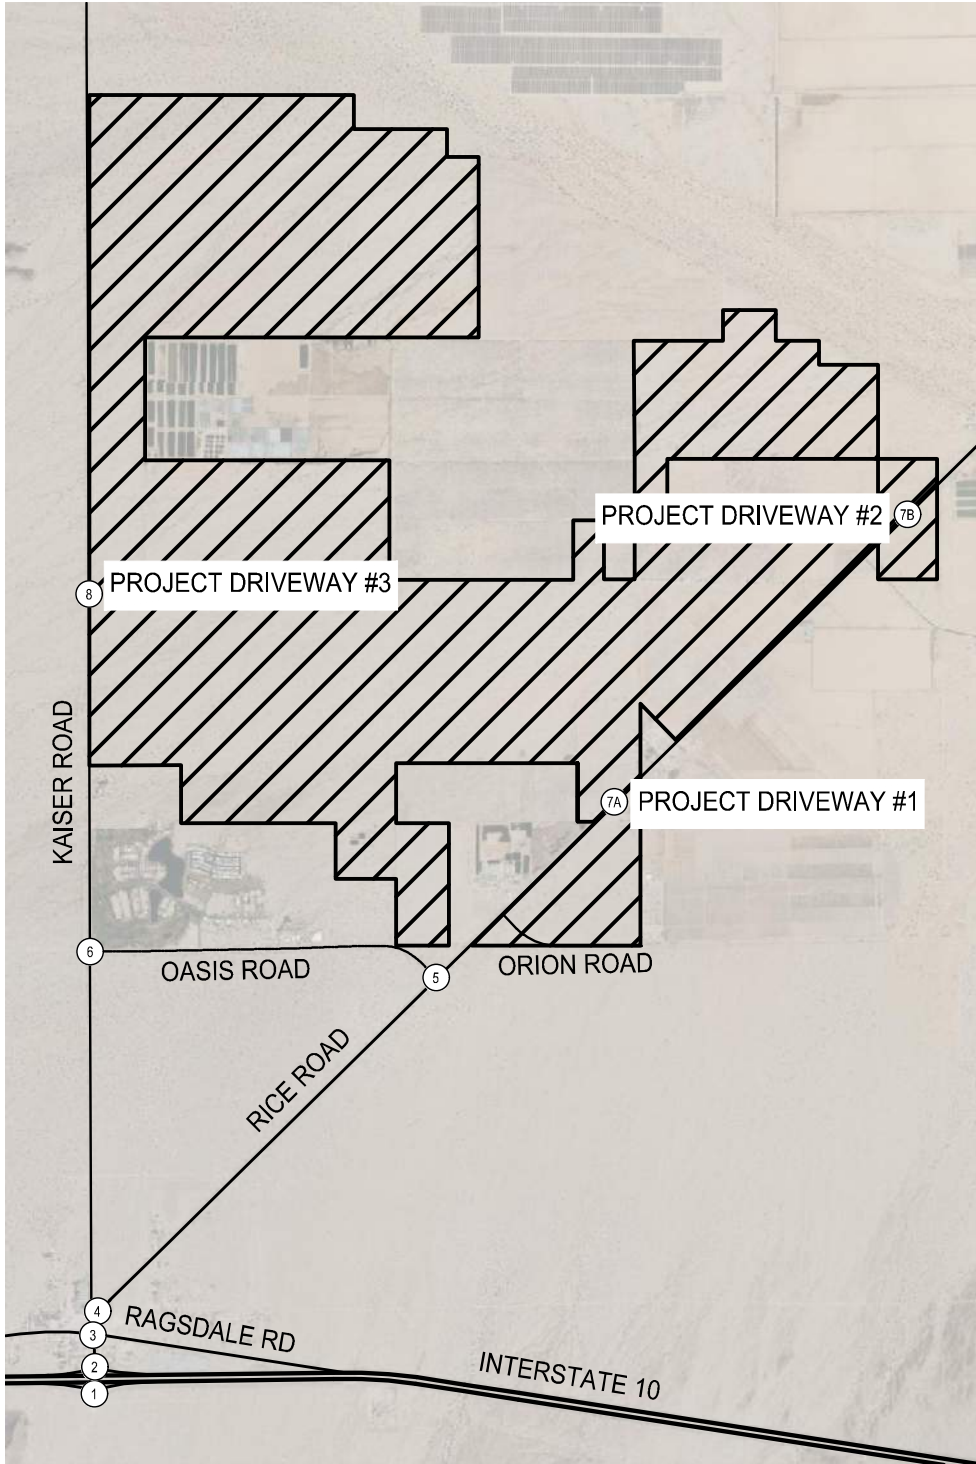 PROJECT DRIVEWAY #2
7B
8
PROJECT DRIVEWAY #3
KAISER ROAD
7A
PROJECT DRIVEWAY #1
6
OASIS ROAD
5
ORION ROAD
RICE ROAD
4
RAGSDALE RD
3
2
INTERSTATE 10
1